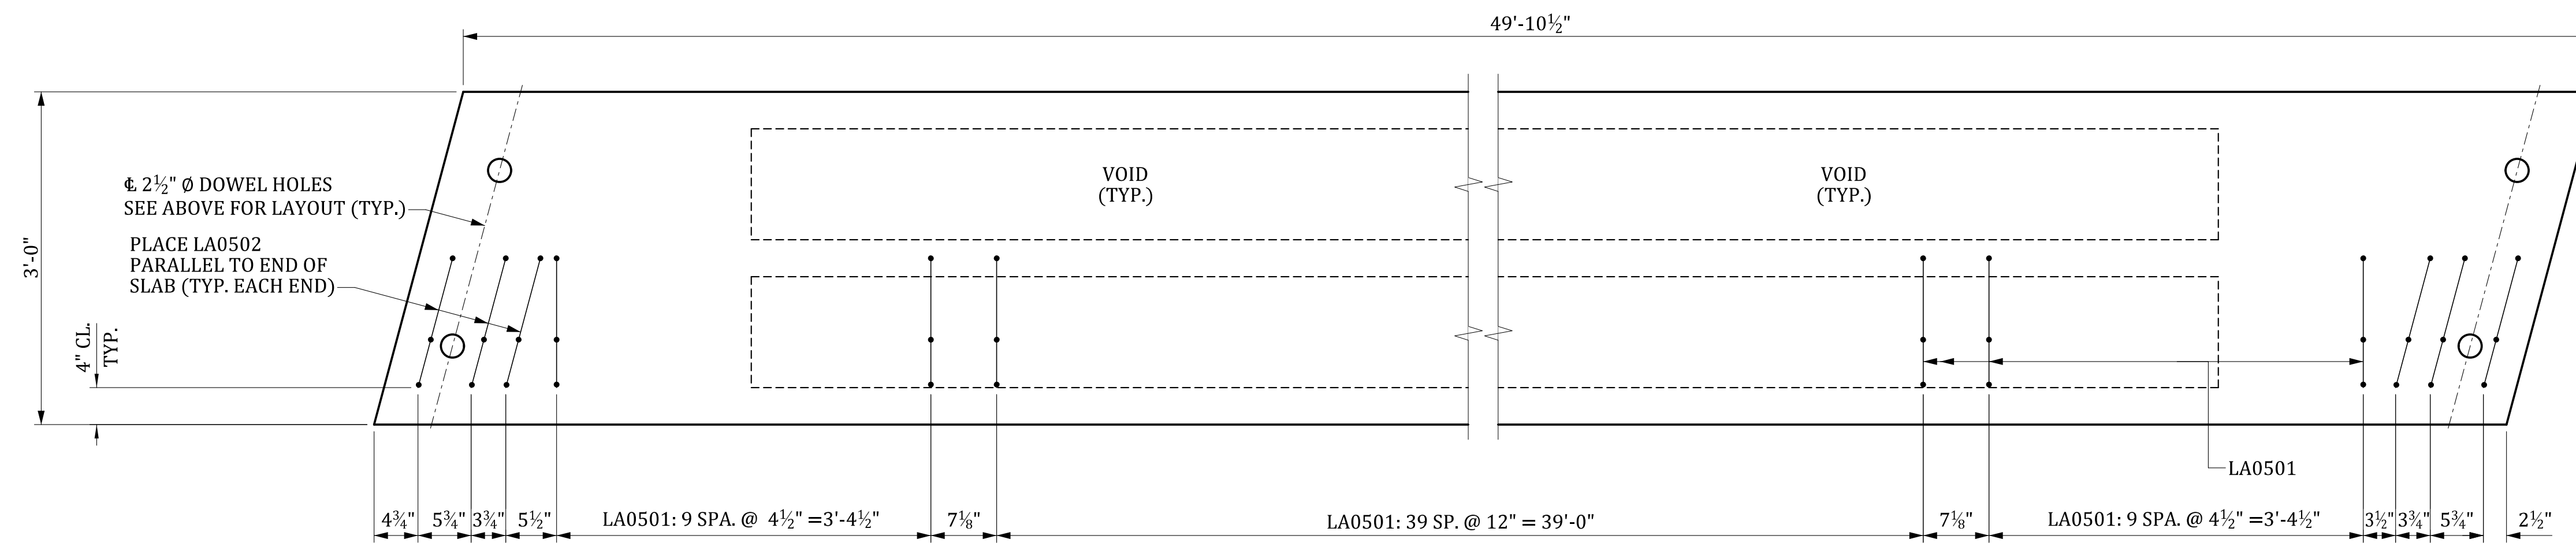 49'-10½"
VOID
(TYP.)
VOID
(TYP.)
℄ 2½" Ø DOWEL HOLES
SEE ABOVE FOR LAYOUT (TYP.)
PLACE LA0502
PARALLEL TO END OF
SLAB (TYP. EACH END)
3'-0"
4" CL.
TYP.
LA0501
4¾"
5¾"
3¾"
5½"
LA0501: 9 SPA. @ 4½" =3'-4½"
7⅛"
LA0501: 39 SP. @ 12" = 39'-0"
7⅛"
LA0501: 9 SPA. @ 4½" =3'-4½"
3½"
3¾"
5¾"
2½"